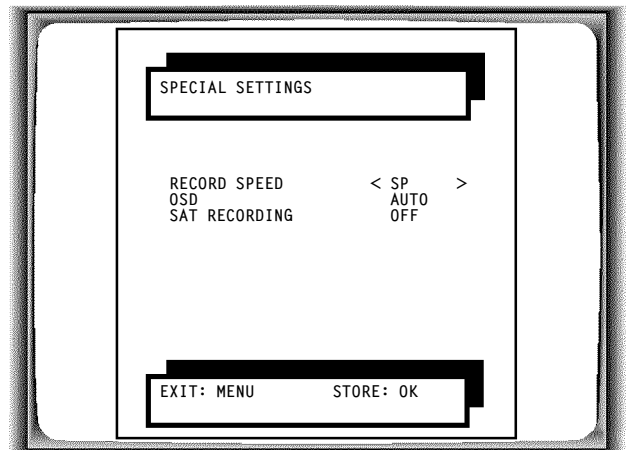 SPECIAL SETTINGS
RECORD SPEED < SP >
OSD AUTO
SAT RECORDING OFF
EXIT: MENU STORE: OK